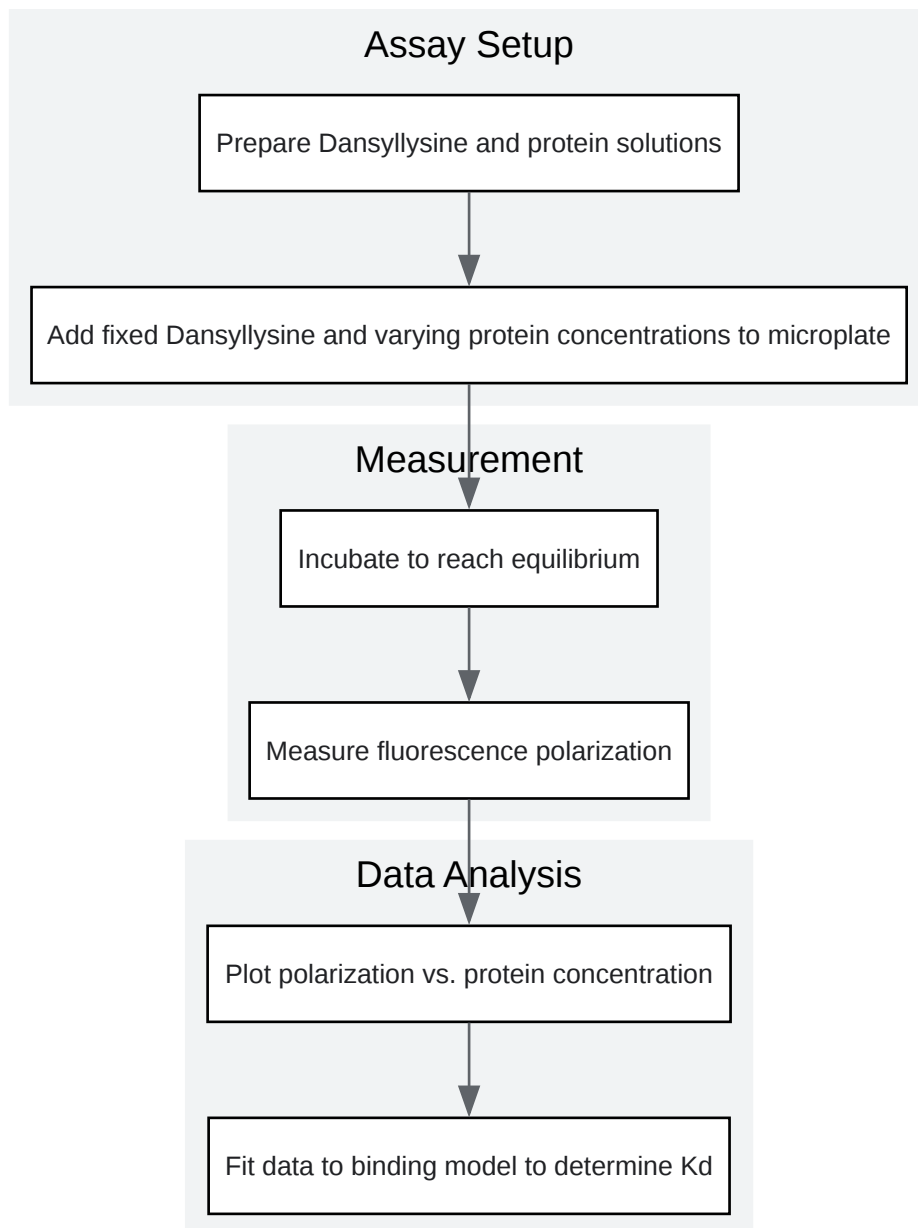 Assay Setup
Prepare Dansyllysine and protein solutions
Add fixed Dansyllysine and varying protein concentrations to microplate
Measurement
Incubate to reach equilibrium
Measure fluorescence polarization
Data Analysis
Plot polarization vs. protein concentration
Fit data to binding model to determine Kd